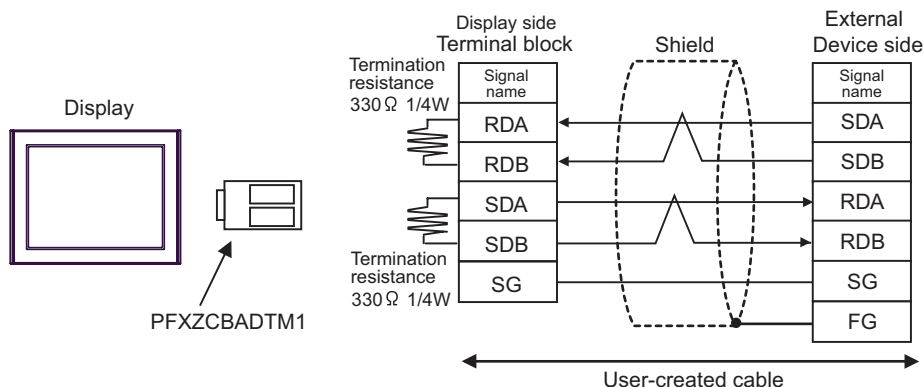 Display
PFXZCBADTM1
Display side
Terminal block
Termination
resistance
330Ω 1/4W
Signal
name
RDA
RDB
SDA
SDB
SG
Termination
resistance
330Ω 1/4W
Shield
External
Device side
Signal
name
SDA
SDB
RDA
RDB
SG
FG
User-created cable